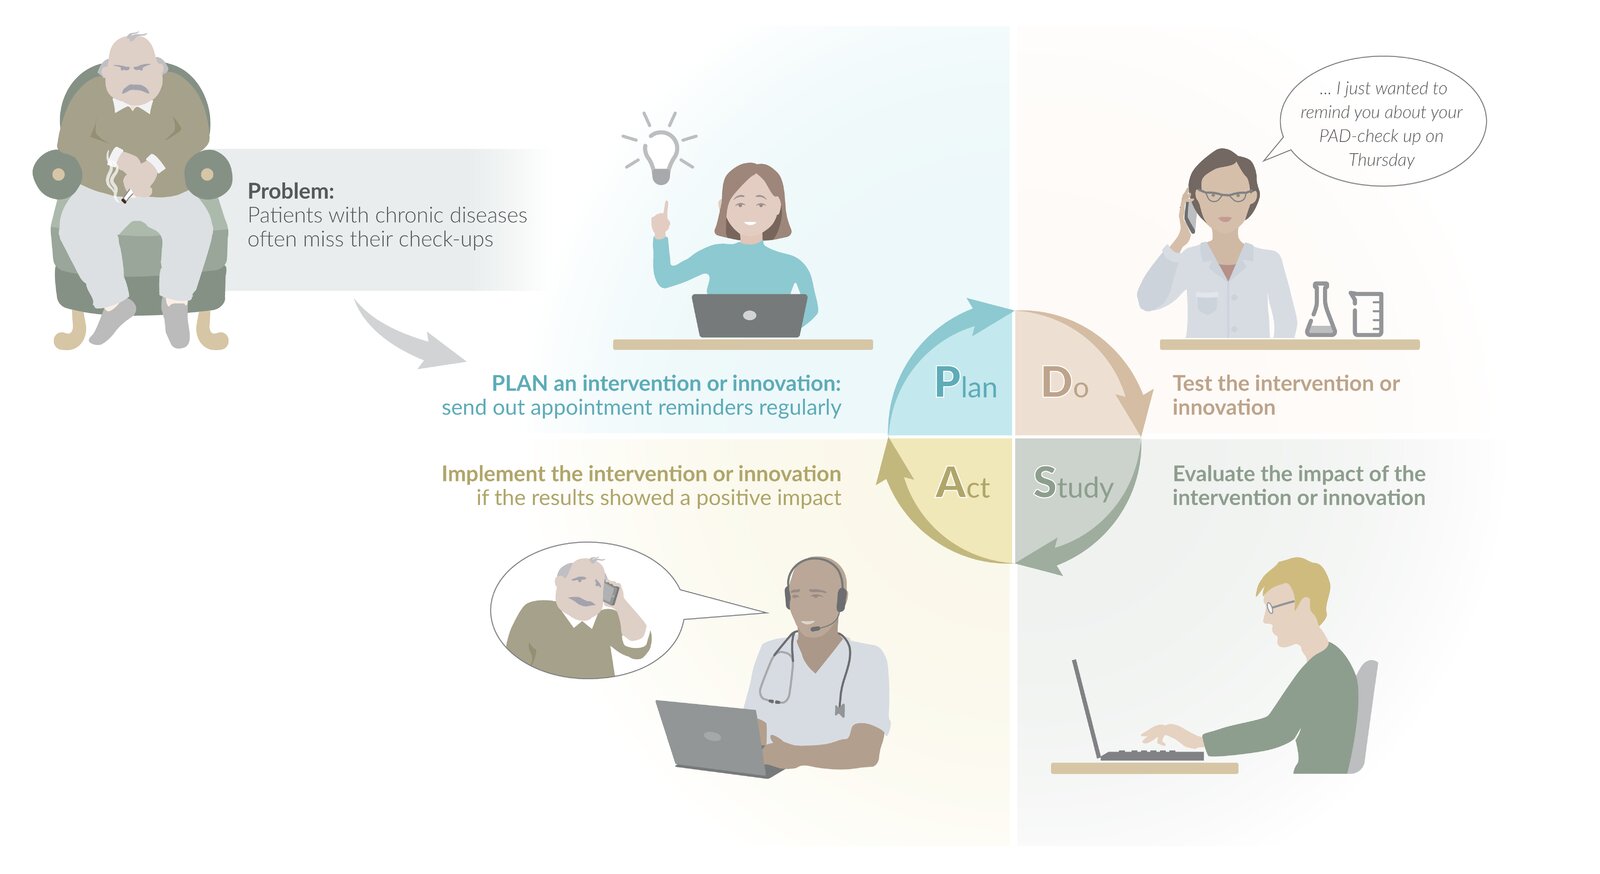 Problem:
Patients with chronic diseases
often miss their check-ups
... I just wanted to
remind you about your
PAD-check up on
Thursday
PLAN an intervention or innovation:
send out appointment reminders regularly
Plan
Do
Test the intervention or
innovation
Implement the intervention or innovation
if the results showed a positive impact
Act
Study
Evaluate the impact of the
intervention or innovation